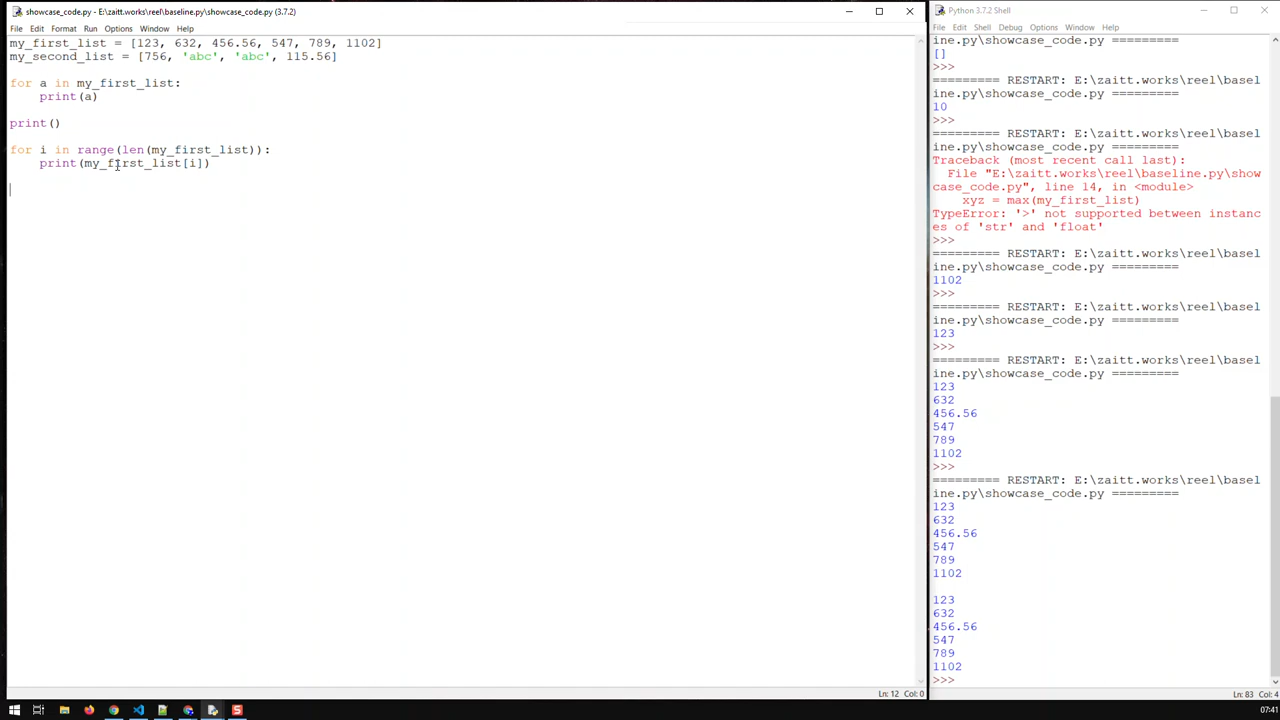 showcase_code.py - E:\zaitt.works\reel\baseline.py\showcase_code.py (3.7.2)
File Edit Format Run Options Window Help
my_first_list = [123, 632, 456.56, 547, 789, 1102]
my_second_list = [756, 'abc', 'abc', 115.56]
for a in my_first_list:
print(a)
print()
for i in range(len(my_first_list)):
print(my_first_list[i])
Ln: 12 Col: 0
Python 3.7.2 Shell
File Edit Shell Debug Options Window Help
ine.py\showcase_code.py =========
[]
>>>
========= RESTART: E:\zaitt.works\reel\basel
ine.py\showcase_code.py =========
10
>>>
========= RESTART: E:\zaitt.works\reel\basel
ine.py\showcase_code.py =========
Traceback (most recent call last):
File "E:\zaitt.works\reel\baseline.py\show
case_code.py", line 14, in <module>
xyz = max(my_first_list)
TypeError: '>' not supported between instanc
es of 'str' and 'float'
>>>
========= RESTART: E:\zaitt.works\reel\basel
ine.py\showcase_code.py =========
1102
>>>
========= RESTART: E:\zaitt.works\reel\basel
ine.py\showcase_code.py =========
123
>>>
========= RESTART: E:\zaitt.works\reel\basel
ine.py\showcase_code.py =========
123
632
456.56
547
789
1102
>>>
========= RESTART: E:\zaitt.works\reel\basel
ine.py\showcase_code.py =========
123
632
456.56
547
789
1102
123
632
456.56
547
789
1102
>>>
Ln: 83 Col: 4
07:41